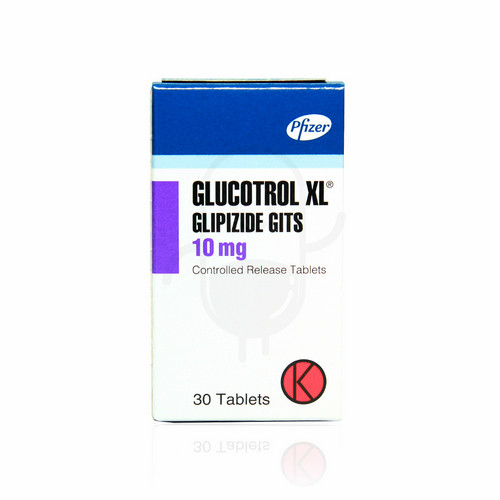 Pfizer
GLUCOTROL XL®
GLIPIZIDE GITS
10 mg
Controlled Release Tablets
K
30 Tablets